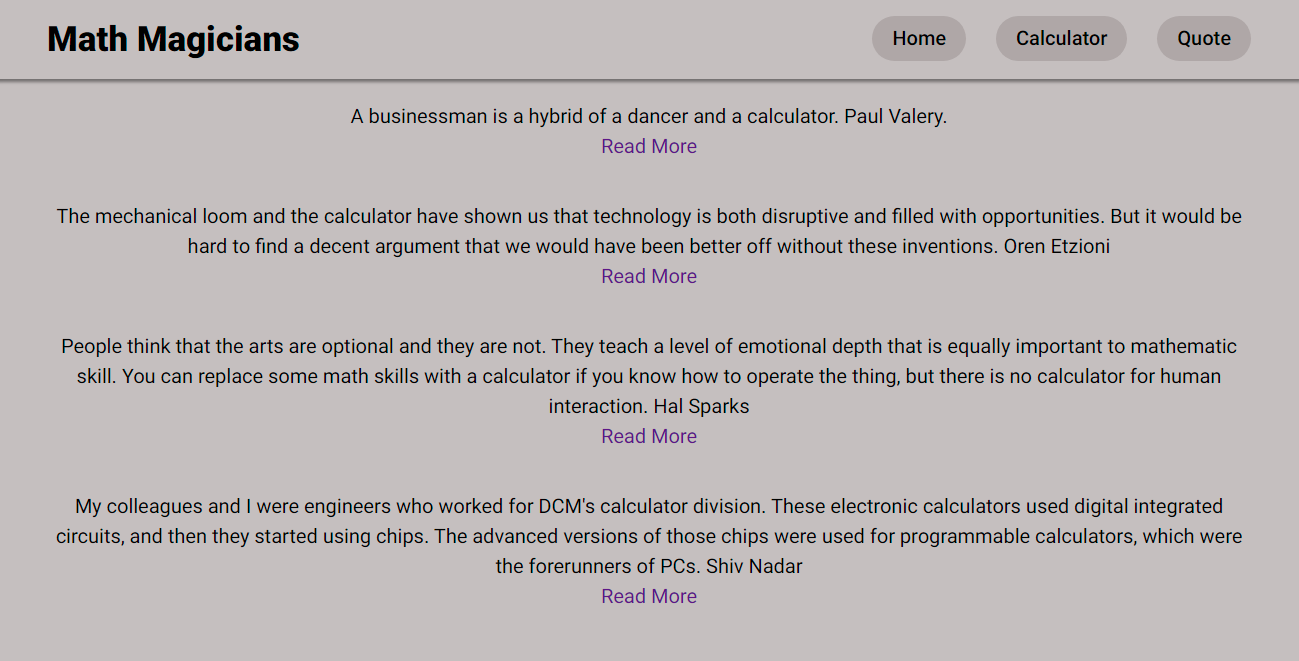 Math Magicians
Home Calculator Quote
A businessman is a hybrid of a dancer and a calculator. Paul Valery.
Read More
The mechanical loom and the calculator have shown us that technology is both disruptive and filled with opportunities. But it would be
hard to find a decent argument that we would have been better off without these inventions. Oren Etzioni
Read More
People think that the arts are optional and they are not. They teach a level of emotional depth that is equally important to mathematic
skill. You can replace some math skills with a calculator if you know how to operate the thing, but there is no calculator for human
interaction. Hal Sparks
Read More
My colleagues and I were engineers who worked for DCM's calculator division. These electronic calculators used digital integrated
circuits, and then they started using chips. The advanced versions of those chips were used for programmable calculators, which were
the forerunners of PCs. Shiv Nadar
Read More